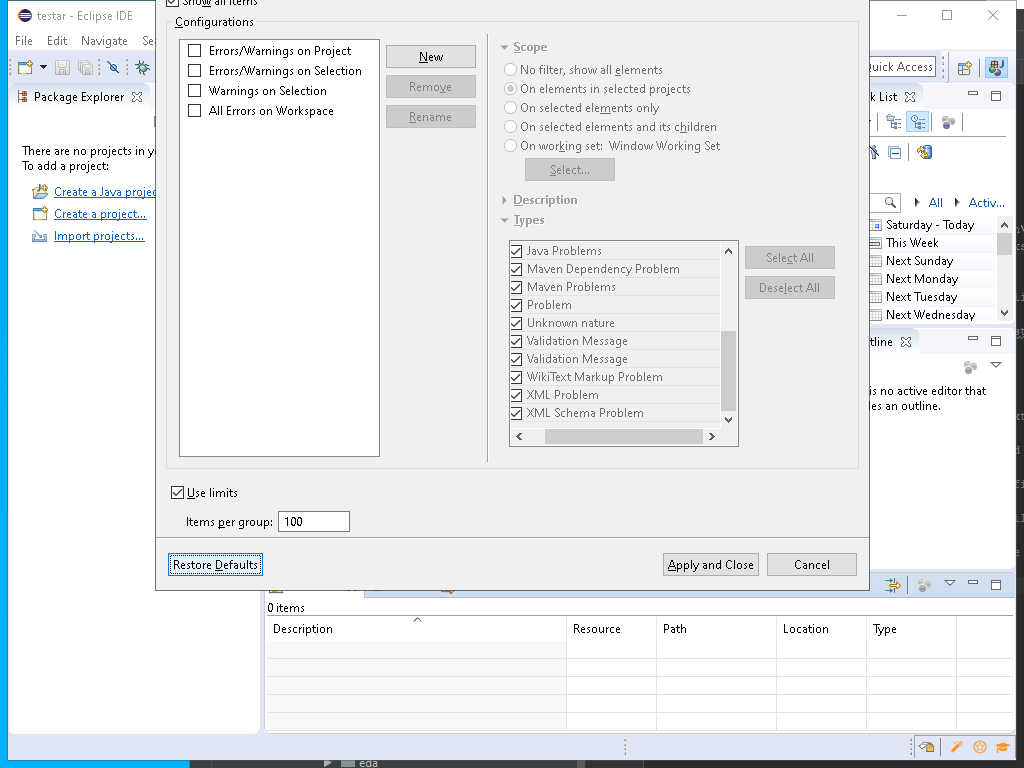 testar - Eclipse IDE
Show all items
File Edit Navigate Se
Configurations
Errors/Warnings on Project
Errors/Warnings on Selection
Warnings on Selection
All Errors on Workspace
New
Remove
Rename
Scope
No filter, show all elements
On elements in selected projects
On selected elements only
On selected elements and its children
On working set: Window Working Set
Select...
Description
Types
Java Problems
Maven Dependency Problem
Maven Problems
Problem
Unknown nature
Validation Message
Validation Message
WikiText Markup Problem
XML Problem
XML Schema Problem
Select All
Deselect All
Use limits
Items per group: 100
Restore Defaults
Apply and Close
Cancel
Package Explorer
There are no projects in y
To add a project:
Create a Java projec
Create a project...
Import projects...
Quick Access
k List
All Activ...
Saturday - Today
This Week
Next Sunday
Next Monday
Next Tuesday
Next Wednesday
tline
is no active editor that
les an outline.
0 items
Description Resource Path Location Type
eda